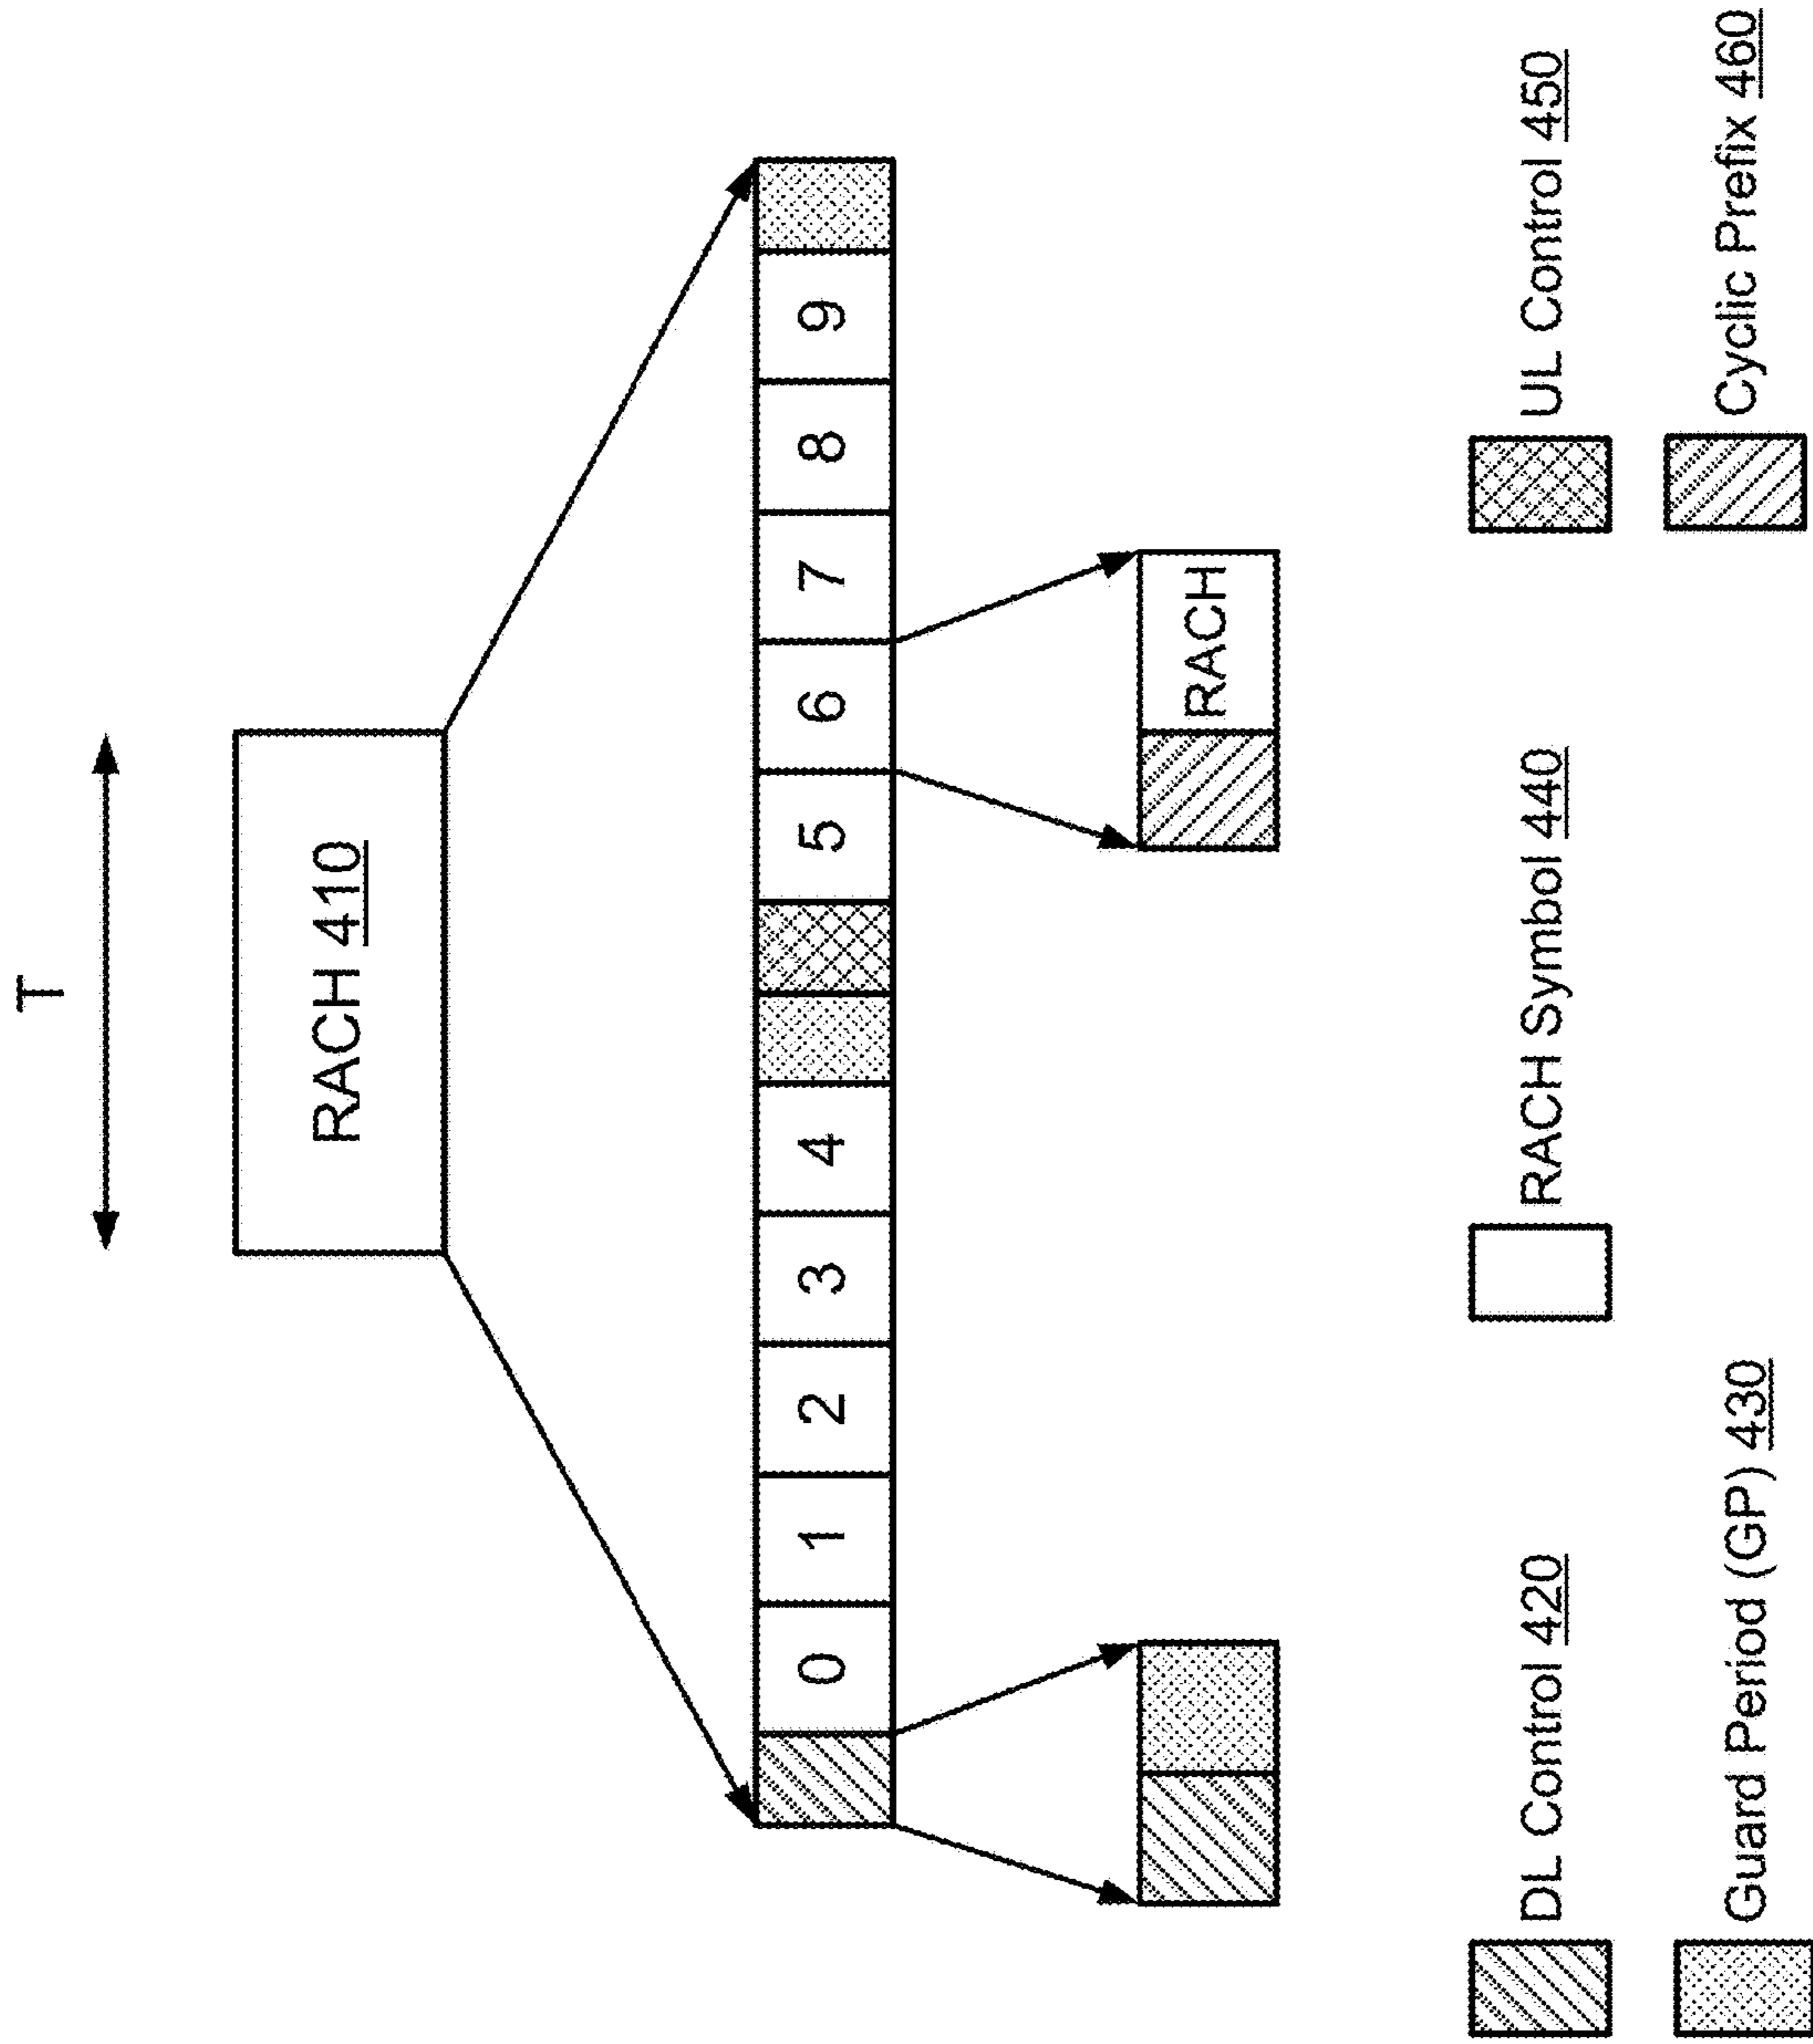 T
RACH 410
0 1 2 3 4 5 6 7 8 9
RACH
DL Control 420
RACH Symbol 440
UL Control 450
Guard Period (GP) 430
Cyclic Prefix 460